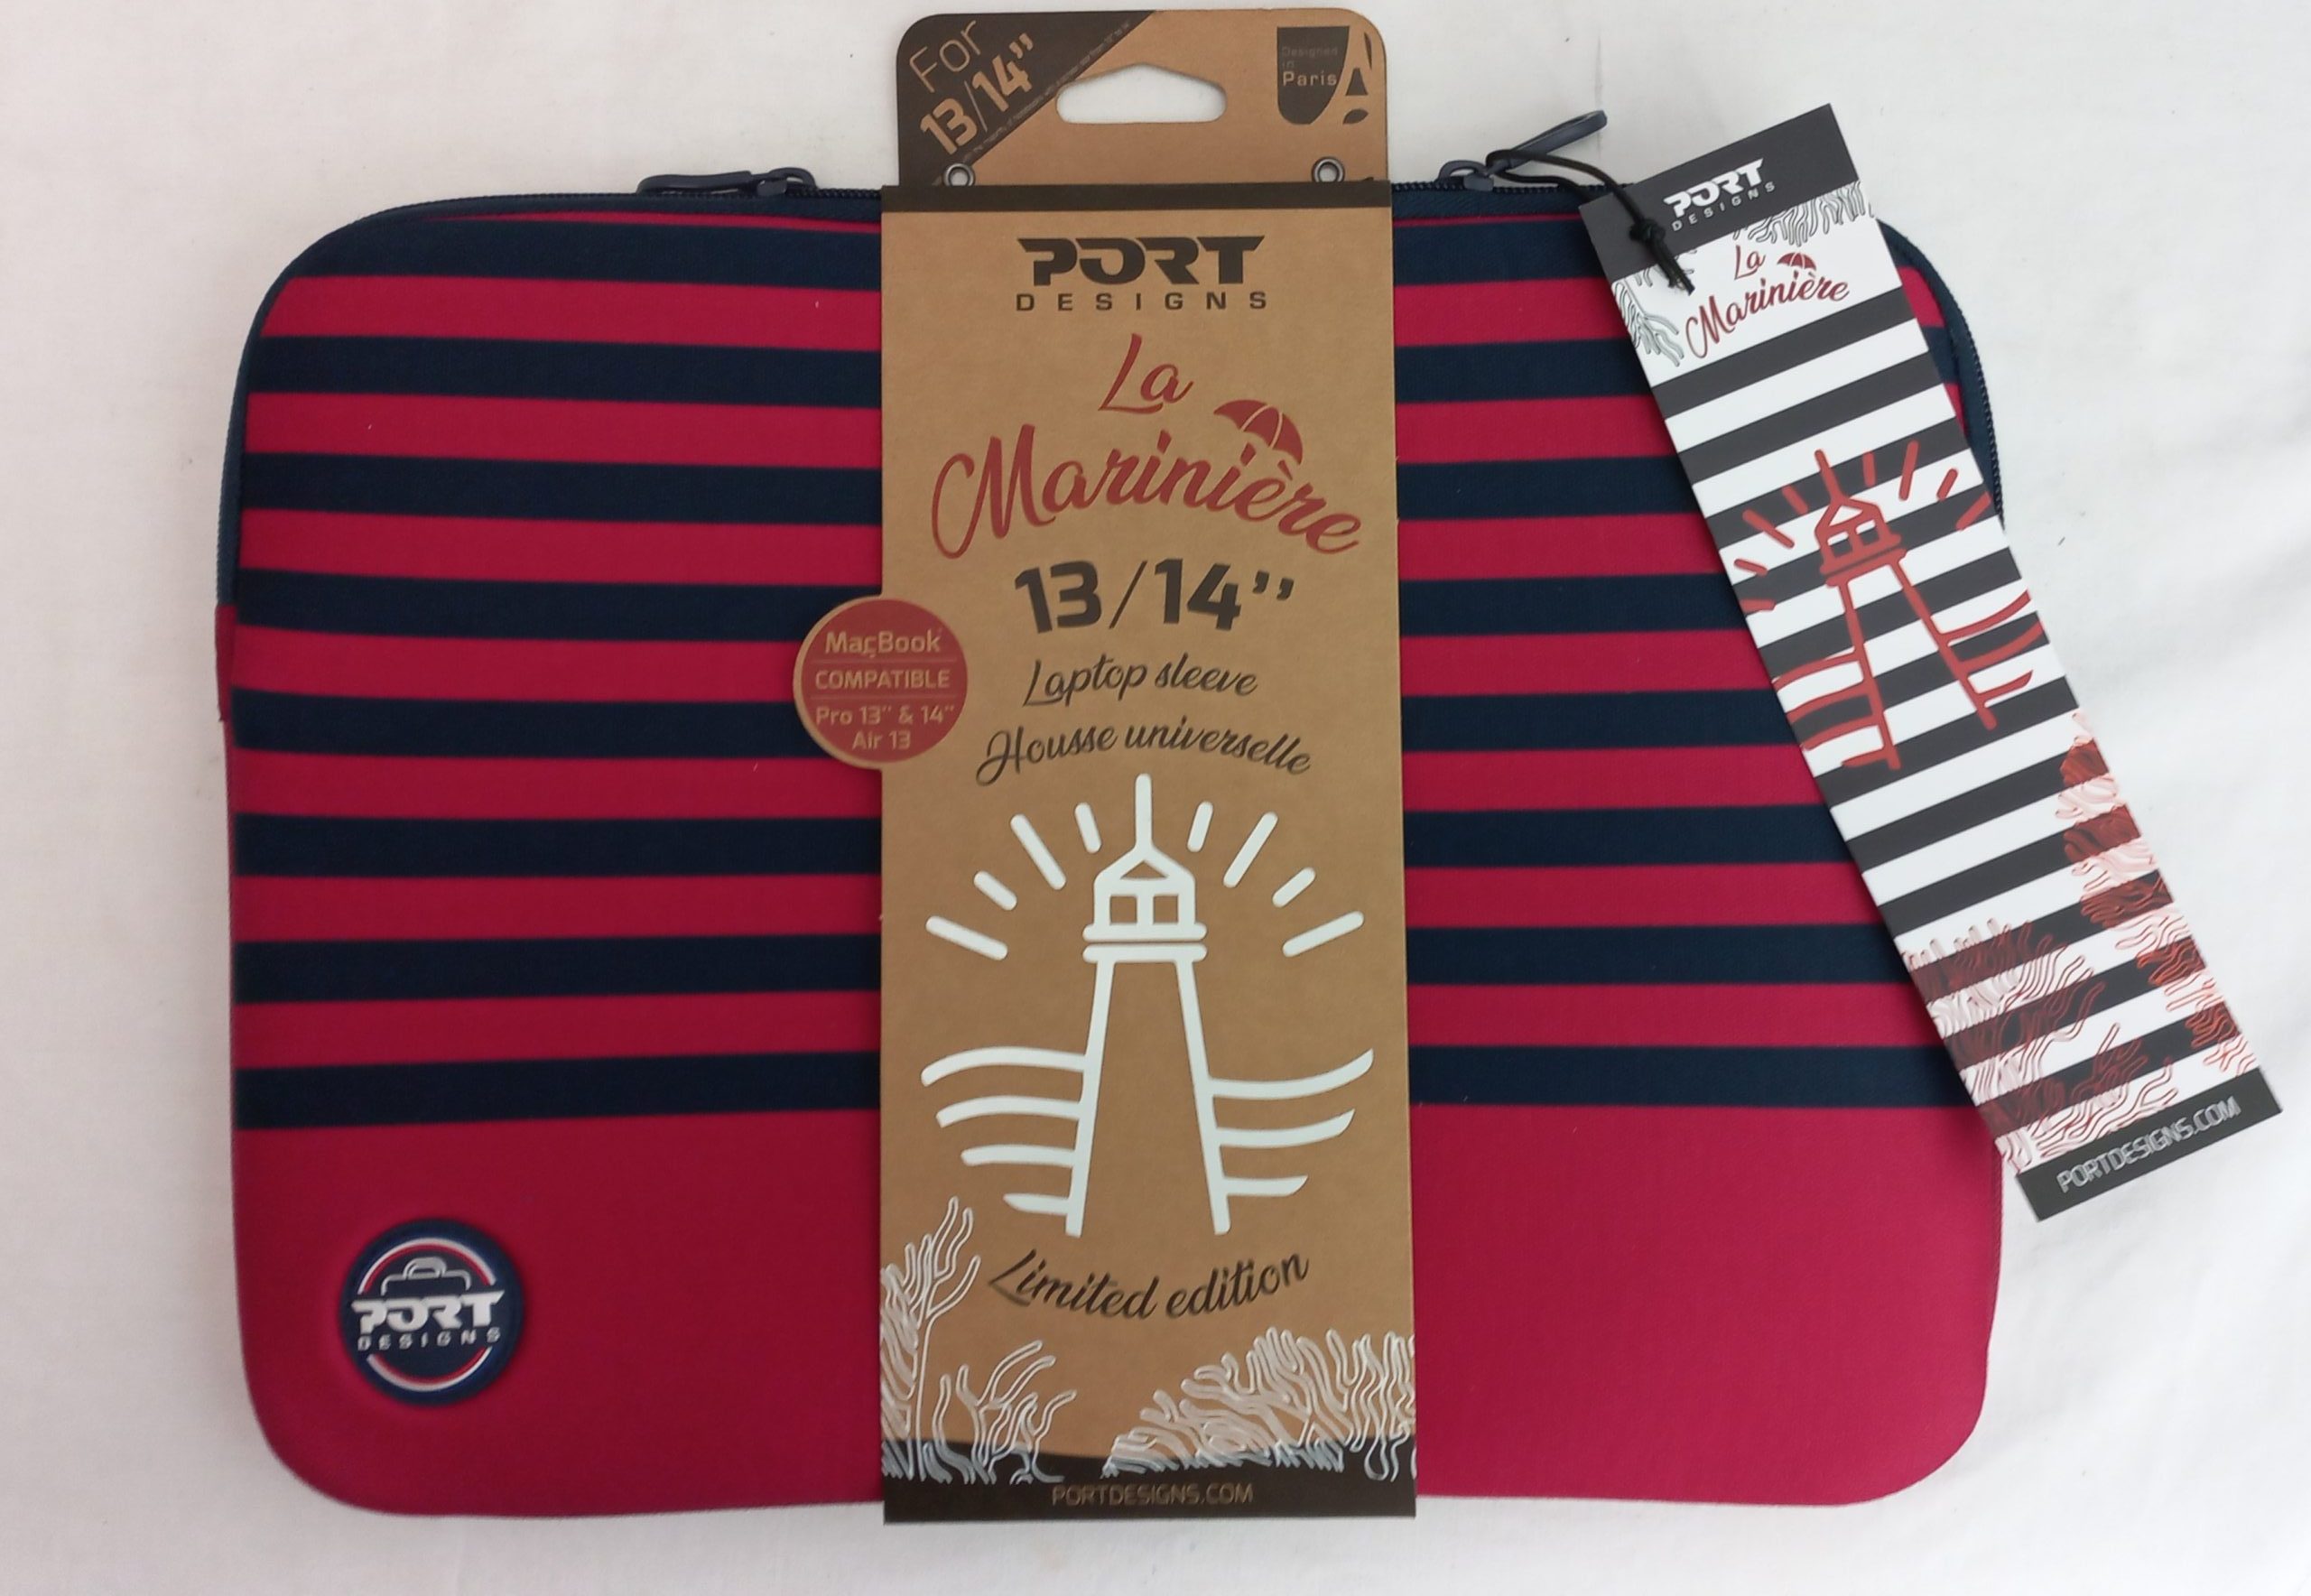 For
13/14”
Designed
in
Paris
PORT
DESIGNS
La
Marinière
13/14”
Laptop sleeve
Housse universelle
MacBook
COMPATIBLE
Pro 13” & 14”
Air 13
Limited edition
PORTDESIGNS.COM
PORT
DESIGNS
La
Marinière
PORTDESIGNS.COM
PORT
DESIGNS